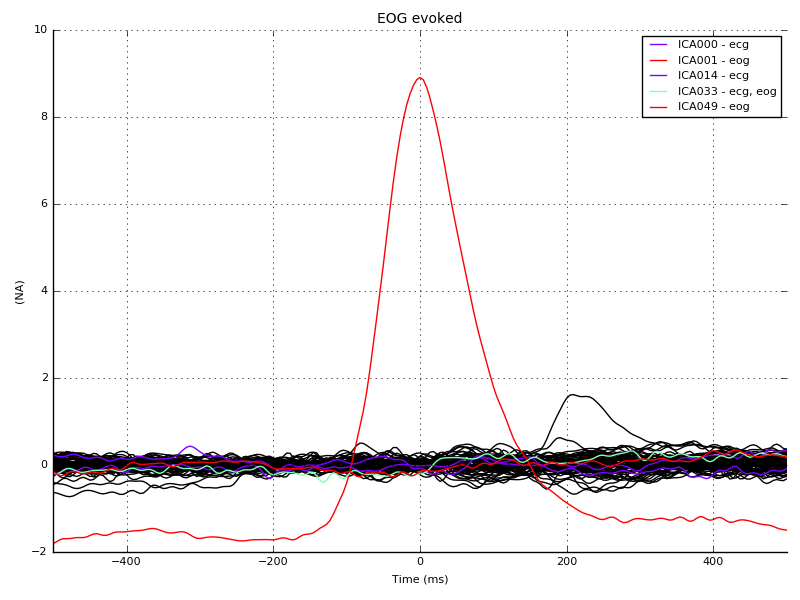 EOG evoked
10
8
6
4
2
0
−2
(NA)
ICA000 - ecg
ICA001 - eog
ICA014 - ecg
ICA033 - ecg, eog
ICA049 - eog
−400 −200 0 200 400
Time (ms)